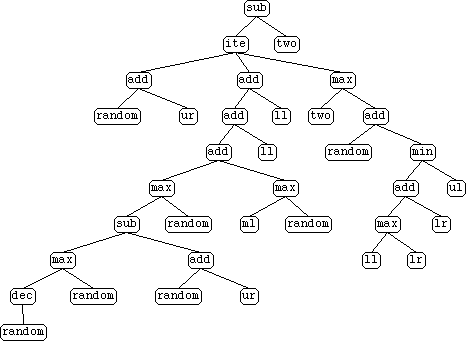 sub
ite two
add add max
random ur add ll two add
add ll random min
max max add ul
sub random ml random max lr
max add ll lr
dec random random ur
random